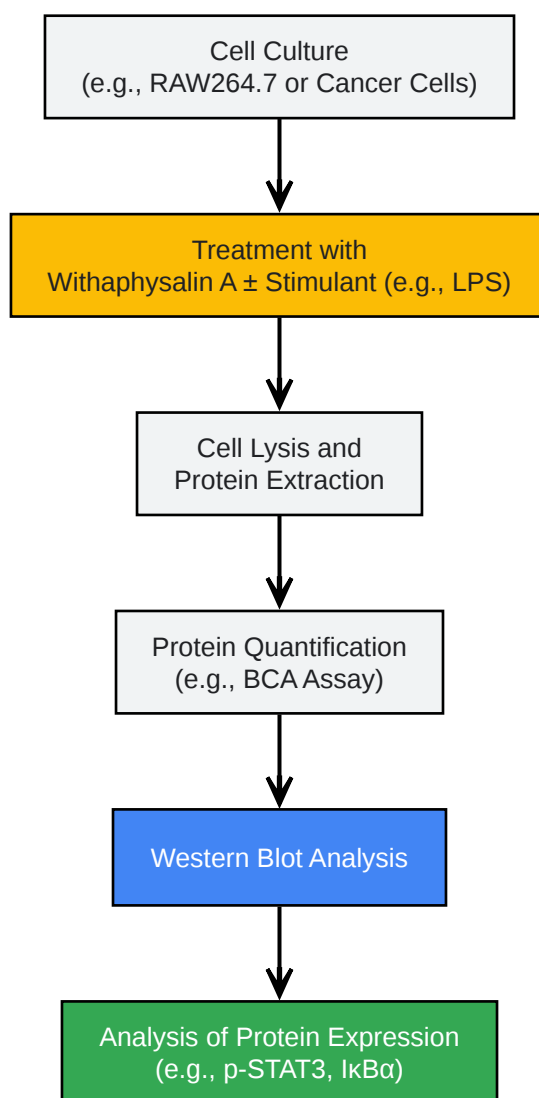 Cell Culture
(e.g., RAW264.7 or Cancer Cells)
Treatment with
Withaphysalin A ± Stimulant (e.g., LPS)
Cell Lysis and
Protein Extraction
Protein Quantification
(e.g., BCA Assay)
Western Blot Analysis
Analysis of Protein Expression
(e.g., p-STAT3, IκBα)